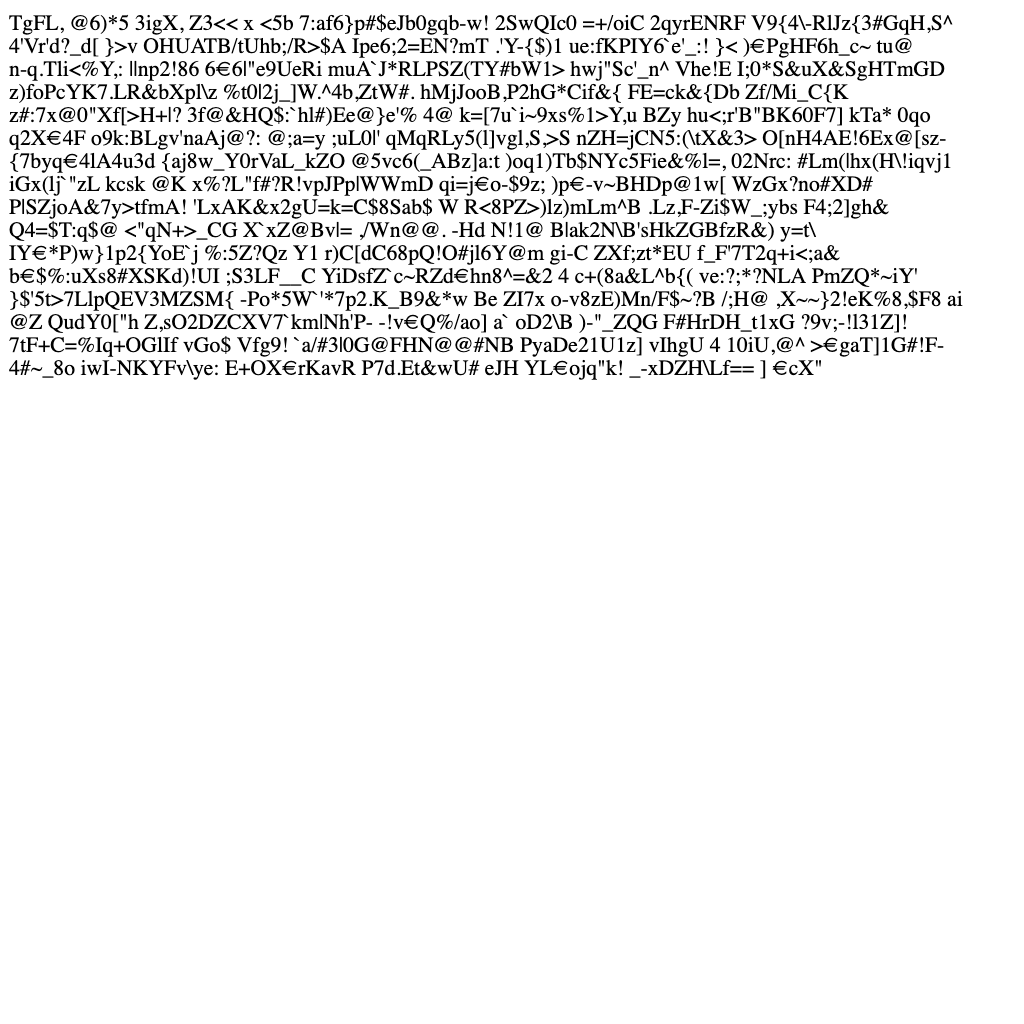 TgFL, @6)*5 3igX, Z3<< x <5b 7:af6}p#$eJb0gqb-w! 2SwQIc0 =+/oiC 2qyrENRF V9{4\-RlJz{3#GqH,S^
4'Vr'd?_d[ }>v OHUATB/tUhb;/R>$A Ipe6;2=EN?mT .'Y-{$)1 ue:fKPIY6`e'_:! }< )€PgHF6h_c~ tu@
n-q.Tli<%Y,: ||np2!86 6€6|"e9UeRi muA`J*RLPSZ(TY#bW1> hwj"Sc'_n^ Vhe!E I;0*S&uX&SgHTmGD
z)foPcYK7.LR&bXpl\z %t0l2j_]W.^4b,ZtW#. hMjJooB,P2hG*Cif&{ FE=ck&{Db Zf/Mi_C{K
z#:7x@0"Xf[>H+|? 3f@&HQ$:`hl#)Ee@}e'% 4@ k=[7u`i~9xs%1>Y,u BZy hu<;r'B"BK60F7] kTa* 0qo
q2X€4F o9k:BLgv'naAj@?: @;a=y ;uL0|' qMqRLy5(l]vgl,S,>S nZH=jCN5:(\tX&3> O[nH4AE!6Ex@[sz-
{7byq€4lA4u3d {aj8w_Y0rVaL_kZO @5vc6(_ABz]a:t )oq1)Tb$NYc5Fie&%l=, 02Nrc: #Lm(|hx(H\!iqvj1
iGx(lj`"zL kcsk @K x%?L"f#?R!vpJPp|WWmD qi=j€o-$9z; )p€-v~BHDp@1w[ WzGx?no#XD#
P|SZjoA&7y>tfmA! 'LxAK&x2gU=k=C$8Sab$ W R<8PZ>)lz)mLm^B .Lz,F-Zi$W_;ybs F4;2]gh&
Q4=$T:q$@ <"qN+>_CG X`xZ@Bv|= ,/Wn@@. -Hd N!1@ B|ak2N\B'sHkZGBfzR&) y=t\
IY€*P)w}1p2{YoE`j %:5Z?Qz Y1 r)C[dC68pQ!O#jl6Y@m gi-C ZXf;zt*EU f_F'7T2q+i<;a&
b€$%:uXs8#XSKd)!UI ;S3LF__C YiDsfZ`c~RZd€hn8^=&2 4 c+(8a&L^b{( ve:?;*?NLA PmZQ*~iY'
}$'5t>7LlpQEV3MZSM{ -Po*5W`'*7p2.K_B9&*w Be ZI7x o-v8zE)Mn/F$~?B /;H@ ,X~~}2!eK%8,$F8 ai
@Z QudY0["h Z,sO2DZCXV7`km|Nh'P- -!v€Q%/ao] a` oD2\B )-"_ZQG F#HrDH_t1xG ?9v;-!l31Z]!
7tF+C=%Iq+OGlIf vGo$ Vfg9! `a/#3l0G@FHN@@#NB PyaDe21U1z] vIhgU 4 10iU,@^ >€gaT]1G#!F-
4#~_8o iwI-NKYFv\ye: E+OX€rKavR P7d.Et&wU# eJH YL€ojq"k! _-xDZH\Lf== ] €cX"